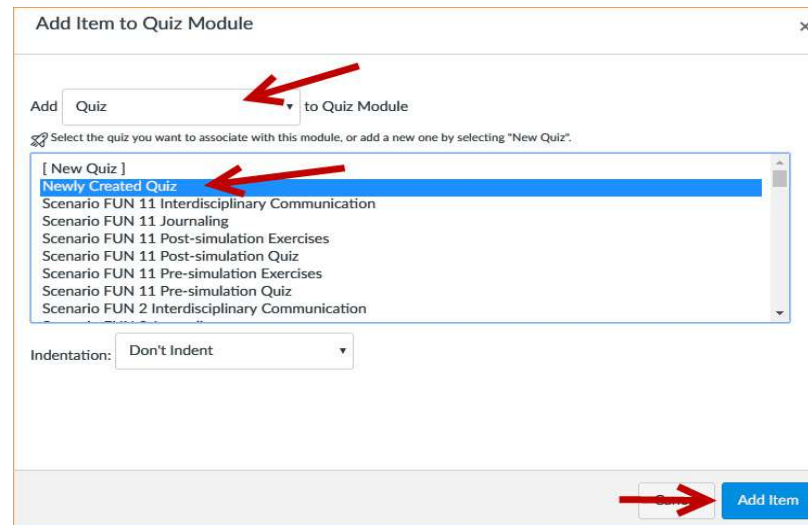 Add Item to Quiz Module
Add Quiz to Quiz Module
Select the quiz you want to associate with this module, or add a new one by selecting "New Quiz".
[ New Quiz ]
Newly Created Quiz
Scenario FUN 11 Interdisciplinary Communication
Scenario FUN 11 Journaling
Scenario FUN 11 Post-simulation Exercises
Scenario FUN 11 Post-simulation Quiz
Scenario FUN 11 Pre-simulation Exercises
Scenario FUN 11 Pre-simulation Quiz
Scenario FUN 2 Interdisciplinary Communication
Indentation: Don't Indent
Add Item